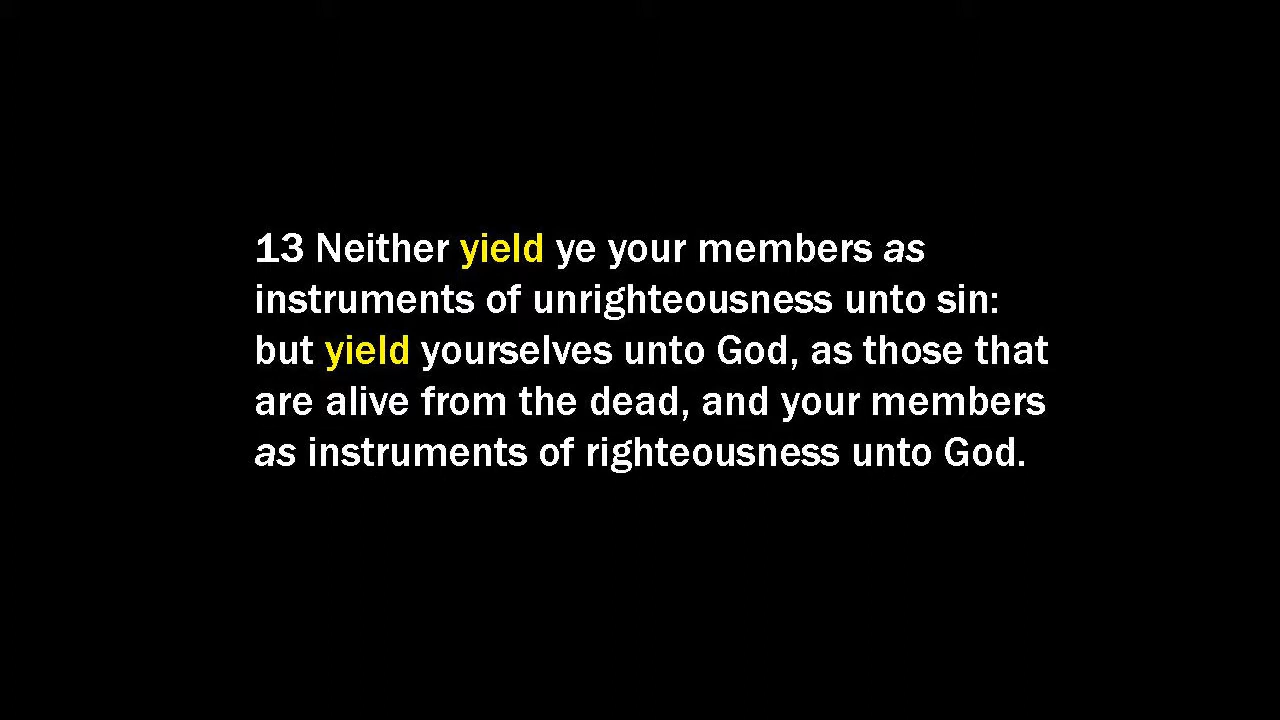 13 Neither yield ye your members as
instruments of unrighteousness unto sin:
but yield yourselves unto God, as those that
are alive from the dead, and your members
as instruments of righteousness unto God.